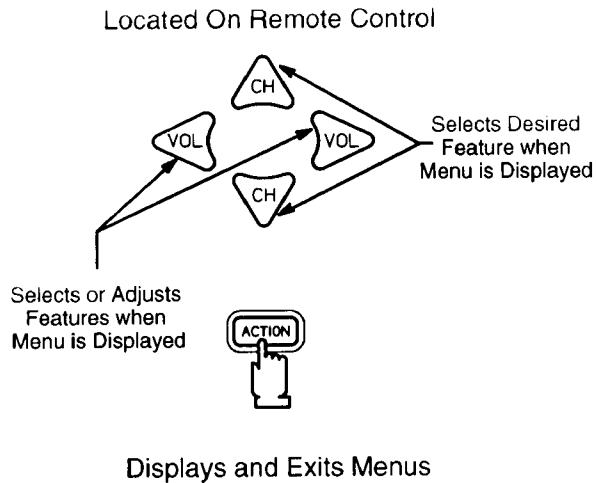 Located On Remote Control
CH
VOL
VOL
CH
Selects Desired
Feature when
Menu is Displayed
Selects or Adjusts
Features when
Menu is Displayed
ACTION
Displays and Exits Menus